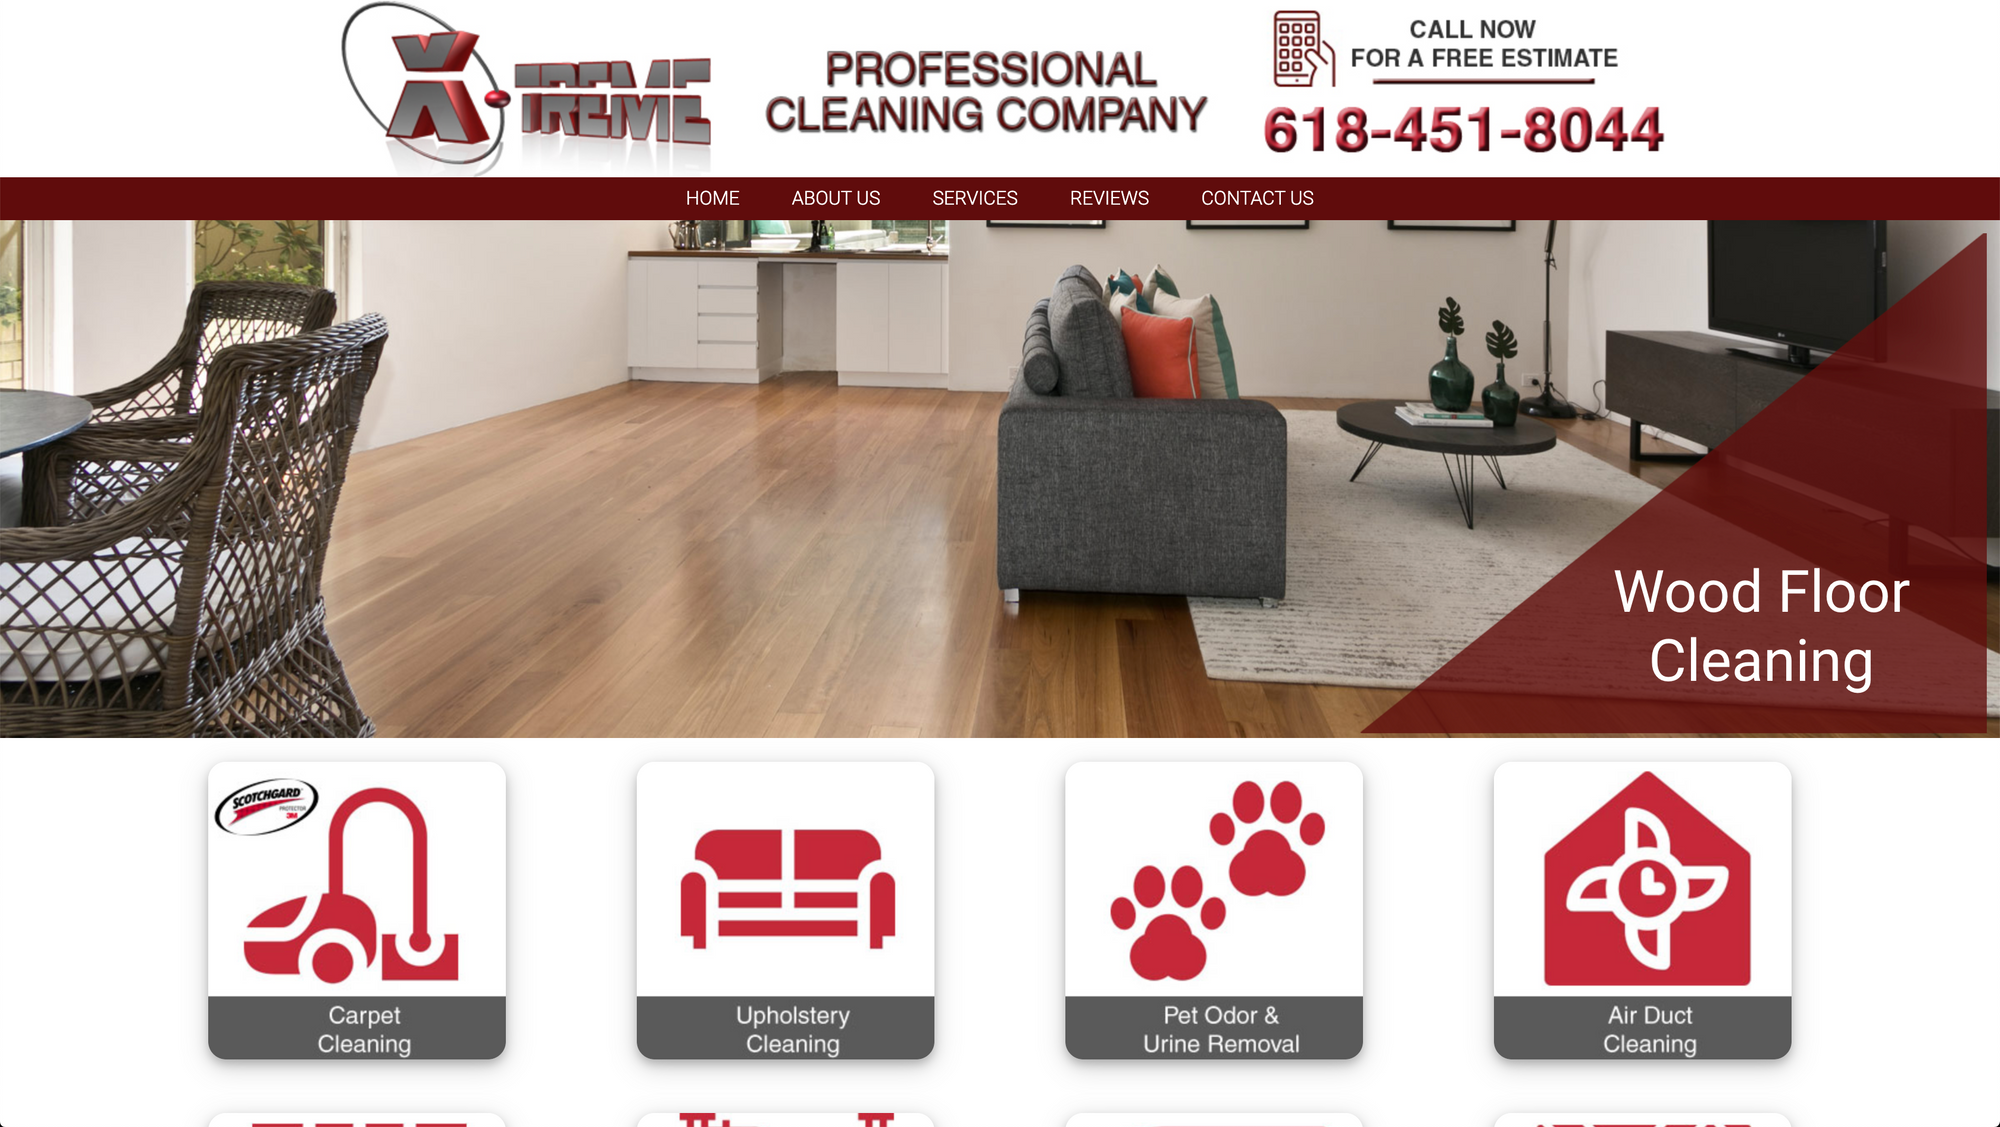 XTREME
PROFESSIONAL
CLEANING COMPANY
CALL NOW
FOR A FREE ESTIMATE
618-451-8044
HOME
ABOUT US
SERVICES
REVIEWS
CONTACT US
Wood Floor
Cleaning
SCOTCHGARD
PROTECTOR
3M
Carpet
Cleaning
Upholstery
Cleaning
Pet Odor &
Urine Removal
Air Duct
Cleaning